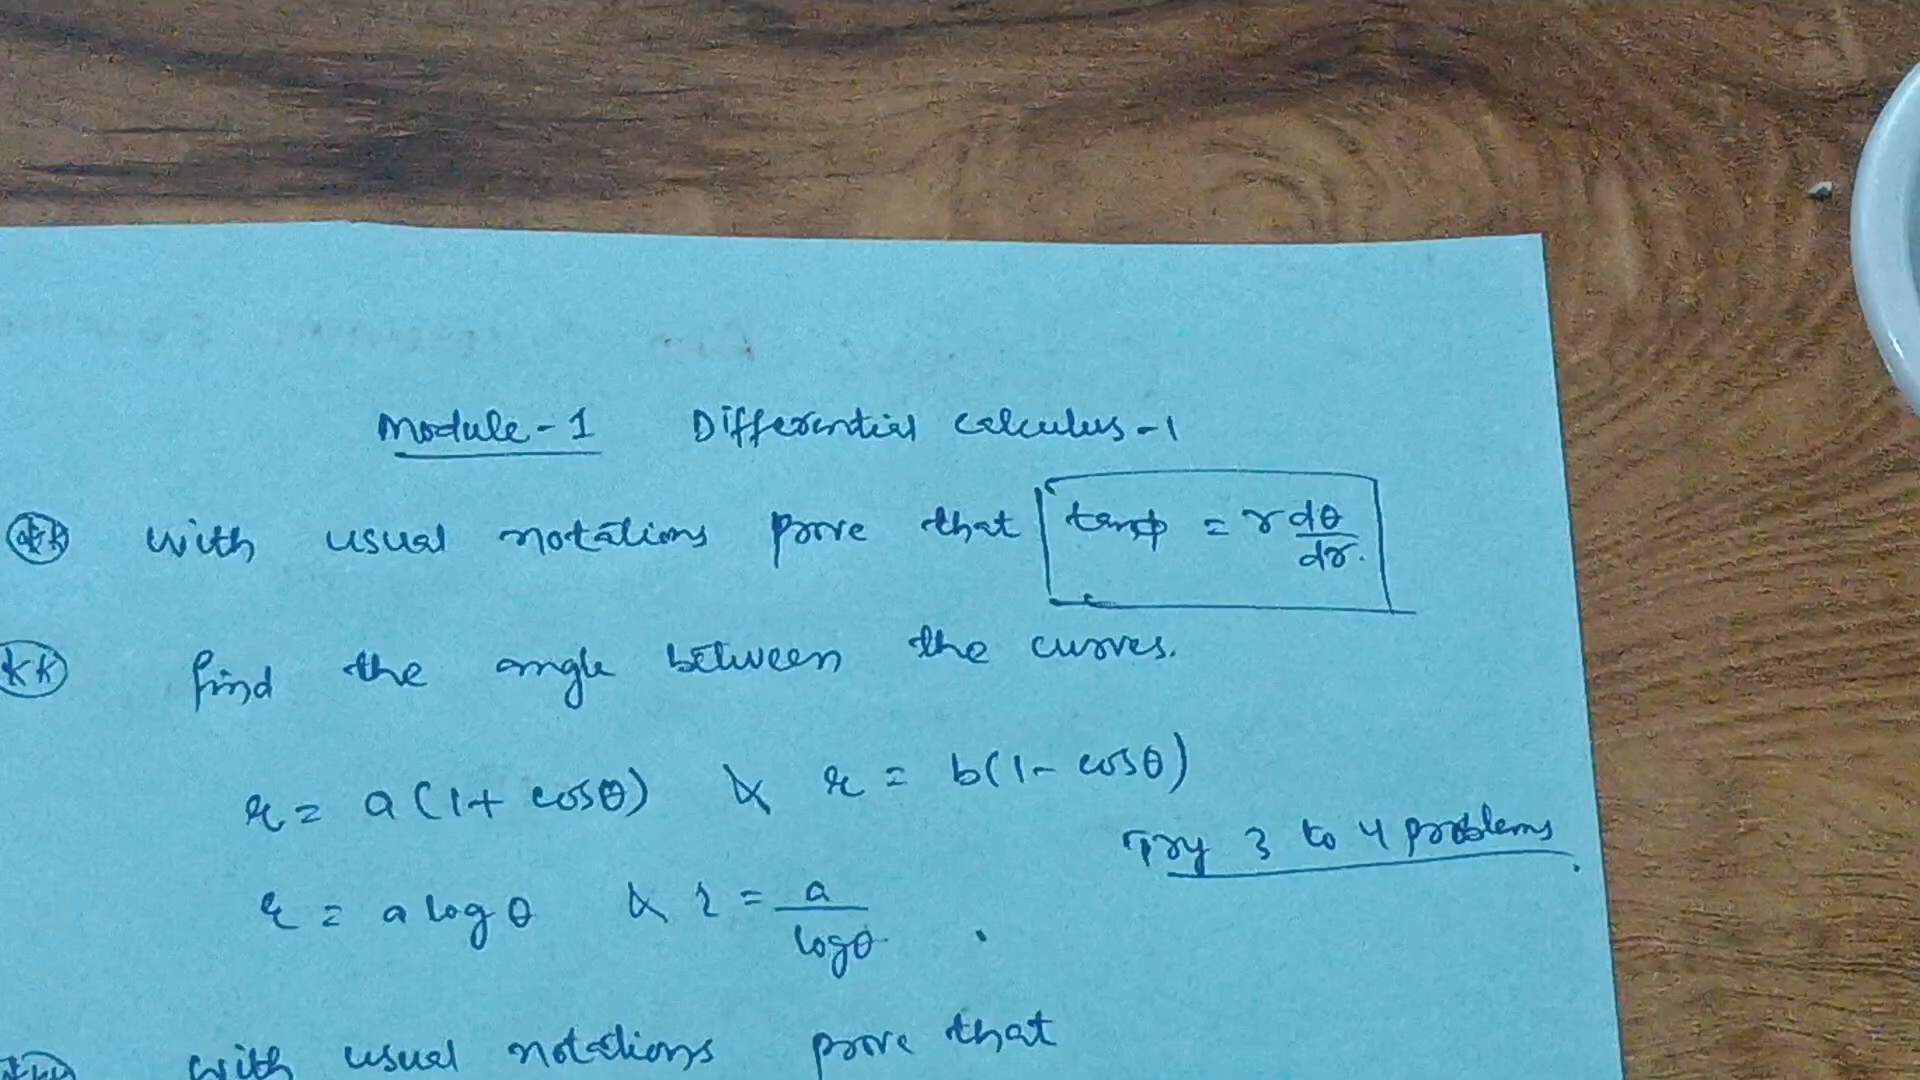 Module-1 Differential Calculus-1
with usual notations prove that tanφ = r dθ/dr.
find the angle between the curves.
r = a(1+ cosθ) & r = b(1- cosθ)
Try 3 to 4 problems.
r = a log θ & r = a/logθ .
with usual notations prove that